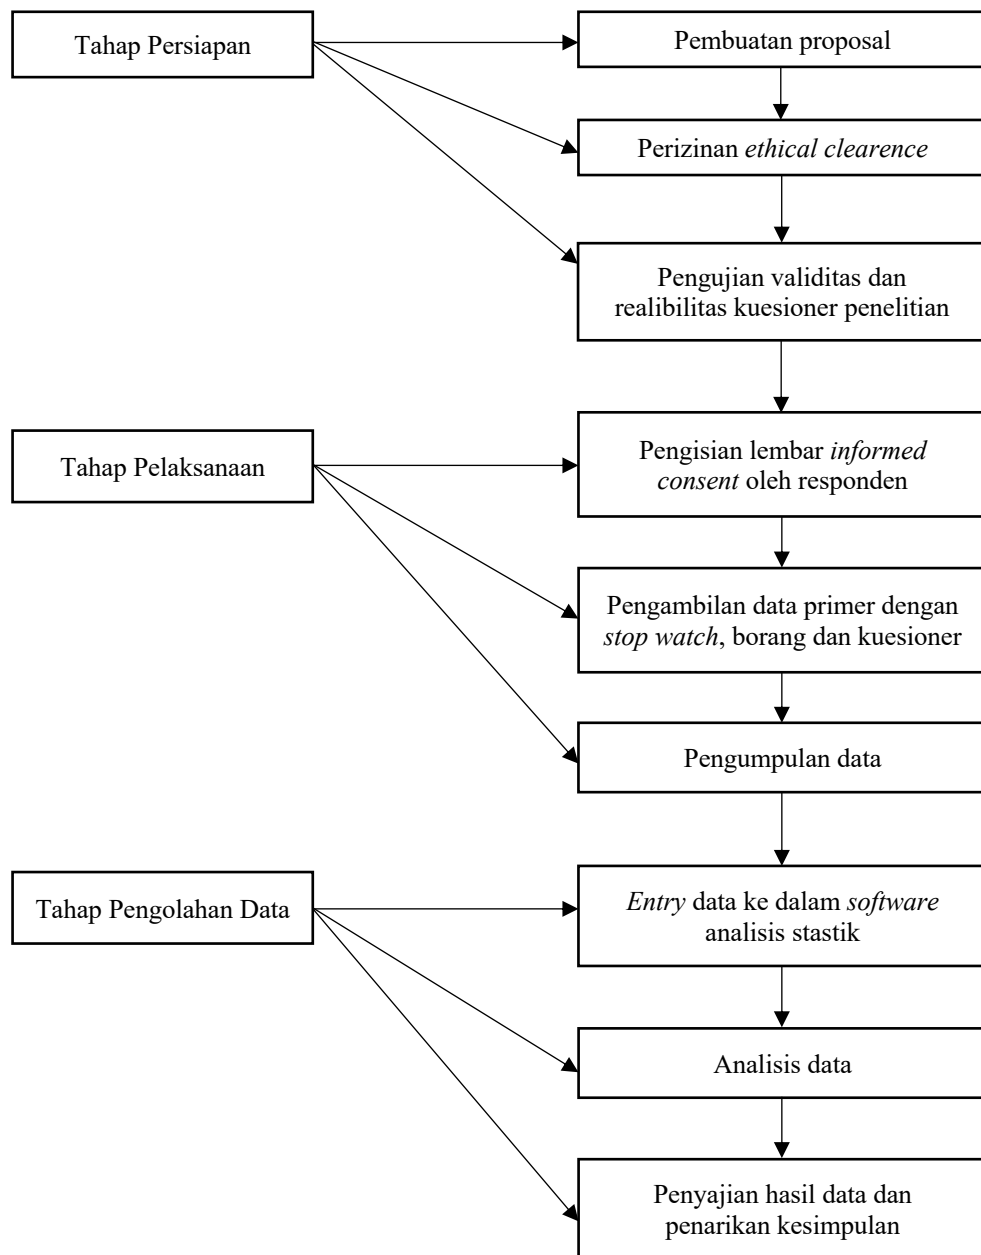 Tahap Persiapan
Pembuatan proposal
Perizinan ethical clearence
Pengujian validitas dan
realibilitas kuesioner penelitian
Tahap Pelaksanaan
Pengisian lembar informed
consent oleh responden
Pengambilan data primer dengan
stop watch, borang dan kuesioner
Pengumpulan data
Tahap Pengolahan Data
Entry data ke dalam software
analisis stastik
Analisis data
Penyajian hasil data dan
penarikan kesimpulan